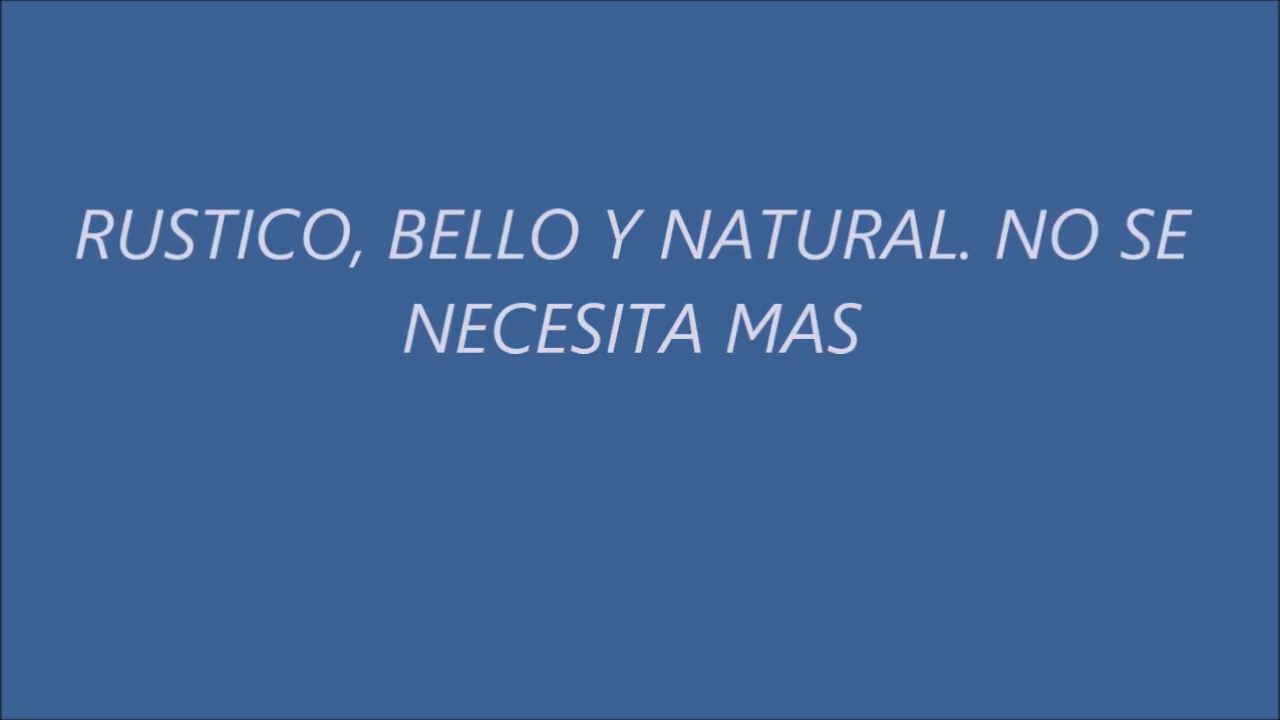 RUSTICO, BELLO Y NATURAL. NO SE
NECESITA MAS